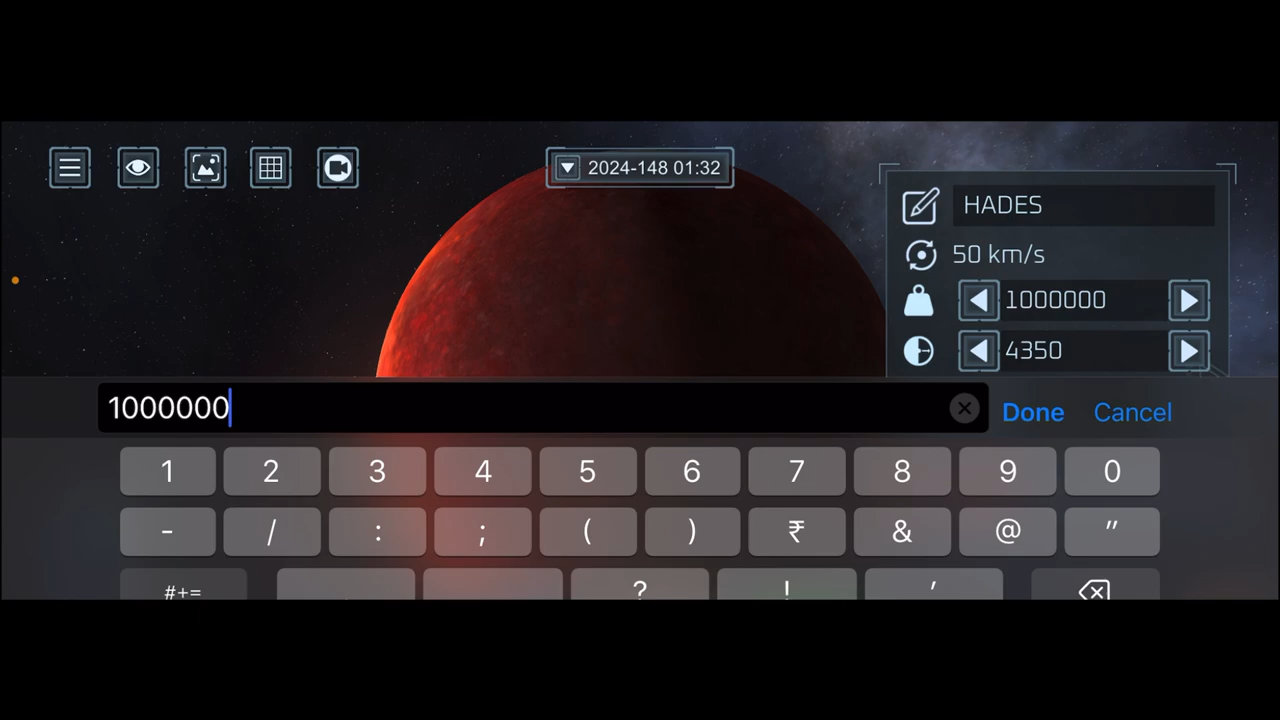 2024-148 01:32
HADES
50 km/s
1000000
4350
1000000
Done Cancel
1 2 3 4 5 6 7 8 9 0
- / : ; ( ) ₹ & @ "
#+= ? ! '